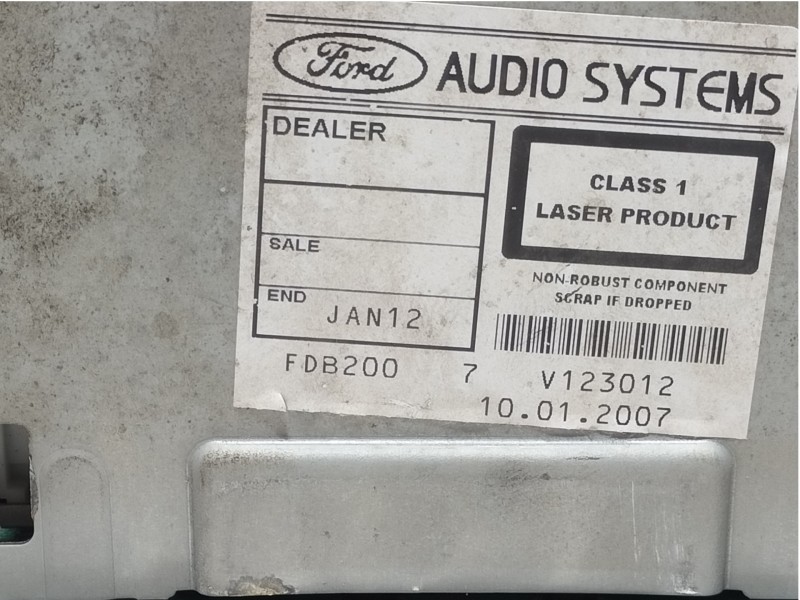 Ford AUDIO SYSTEMS
DEALER
SALE
END JAN12
CLASS 1
LASER PRODUCT
NON-ROBUST COMPONENT
SCRAP IF DROPPED
FDB200 7 V123012
10.01.2007